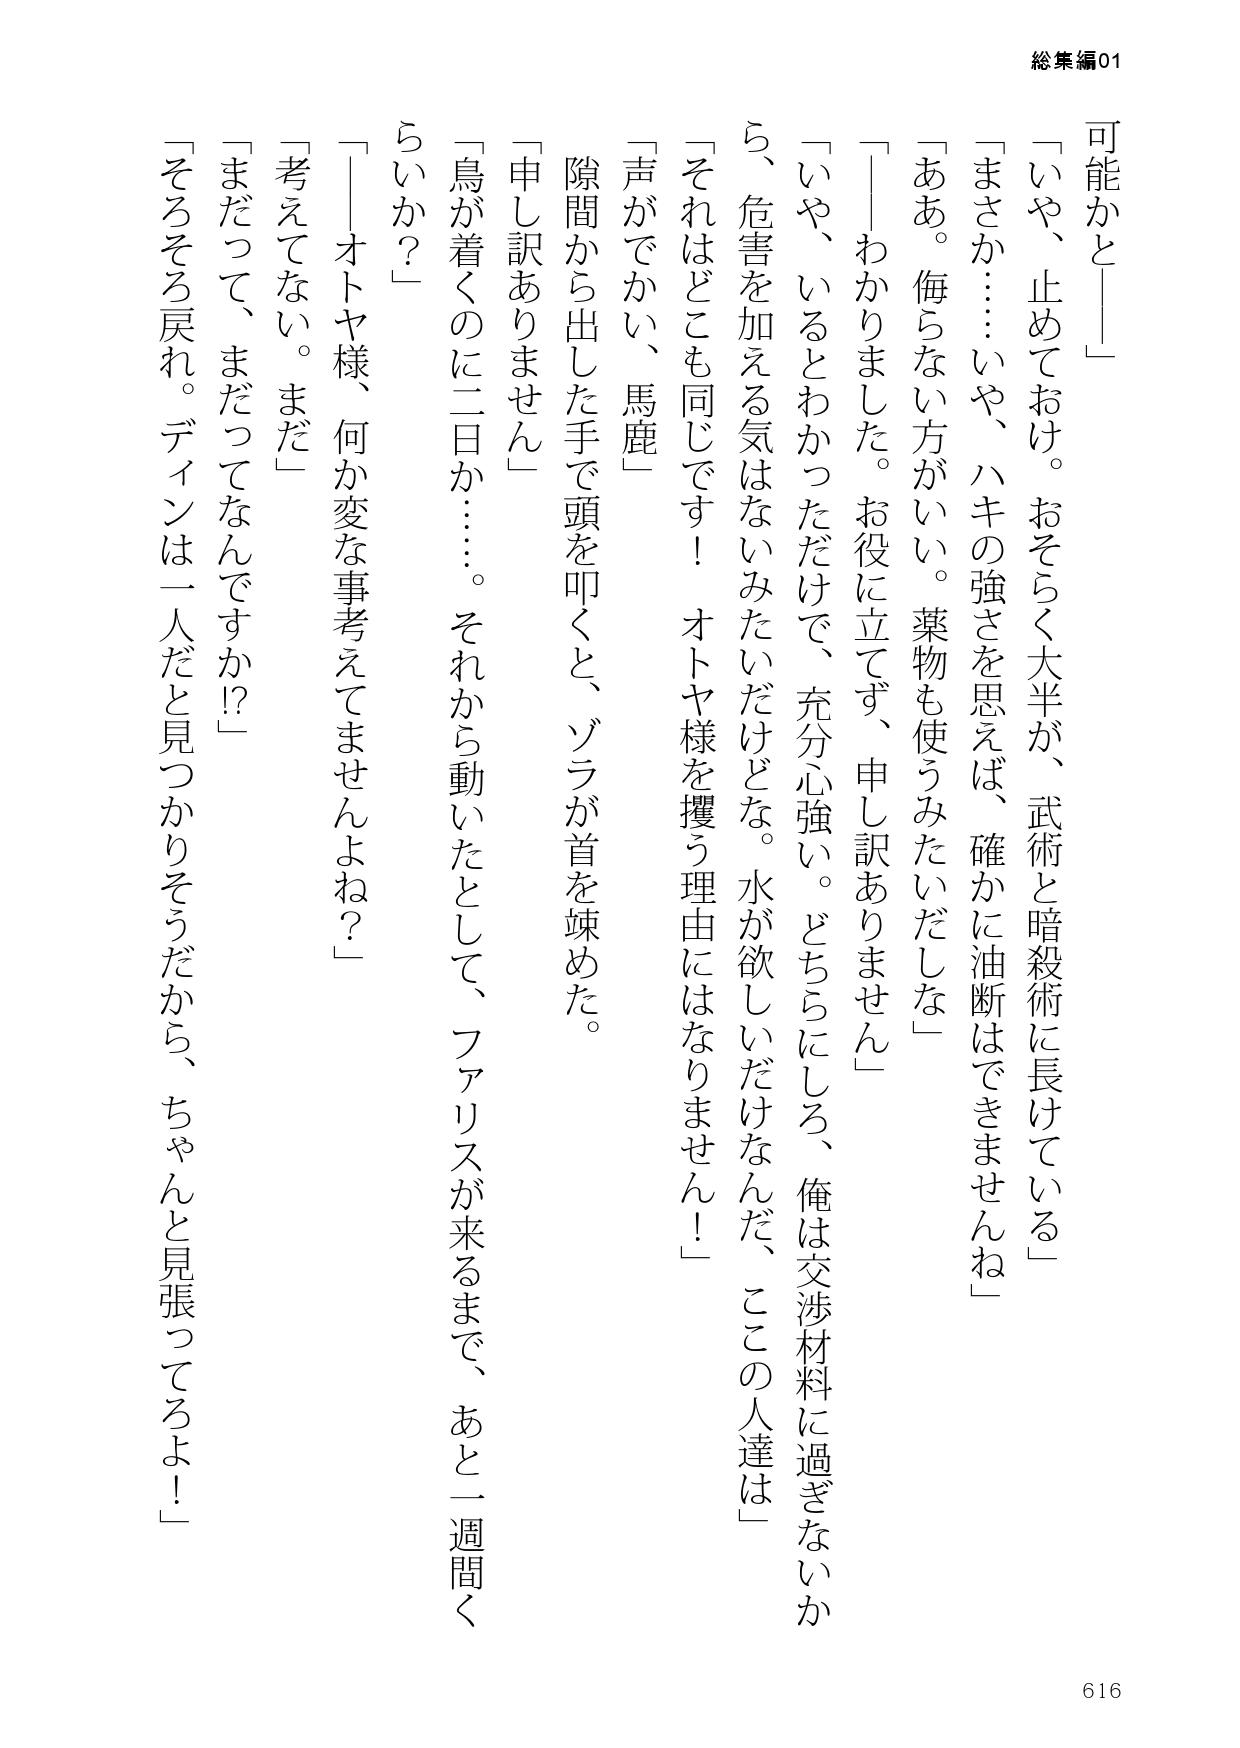 総集編01
可能かと――」
「いや、止めておけ。おそらく大半が、武術と暗殺術に長けている」
「まさか……いや、ハキの強さを思えば、確かに油断はできませんね」
「ああ。侮らない方がいい。薬物も使うみたいだしな」
「――わかりました。お役に立てず、申し訳ありません」
「いや、いるとわかっただけで、充分心強い。どちらにしろ、俺は交渉材料に過ぎないか
ら、危害を加える気はないみたいだけどな。水が欲しいだけなんだ、ここの人達は」
「それはどこも同じです！　オトヤ様を攫う理由にはなりません！」
「声がでかい、馬鹿」
　隙間から出した手で頭を叩くと、ゾラが首を竦めた。
「申し訳ありません」
「鳥が着くのに二日か……。それから動いたとして、ファリスが来るまで、あと一週間く
らいか？」
「――オトヤ様、何か変な事考えてませんよね？」
「考えてない。まだ」
「まだって、まだってなんですか!?」
「そろそろ戻れ。ディンは一人だと見つかりそうだから、ちゃんと見張ってろよ！」
616